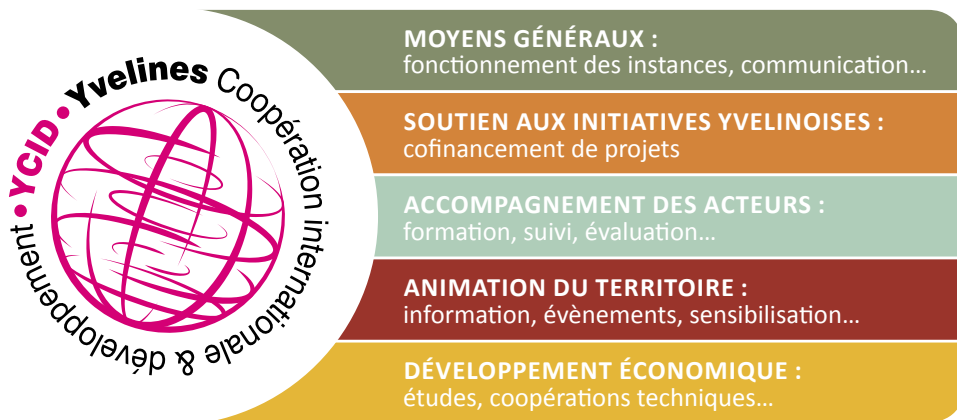 YCID • Yvelines Coopération internationale & développement •
MOYENS GÉNÉRAUX :
fonctionnement des instances, communication…
SOUTIEN AUX INITIATIVES YVELINOISES :
cofinancement de projets
ACCOMPAGNEMENT DES ACTEURS :
formation, suivi, évaluation…
ANIMATION DU TERRITOIRE :
information, évènements, sensibilisation…
DÉVELOPPEMENT ÉCONOMIQUE :
études, coopérations techniques…